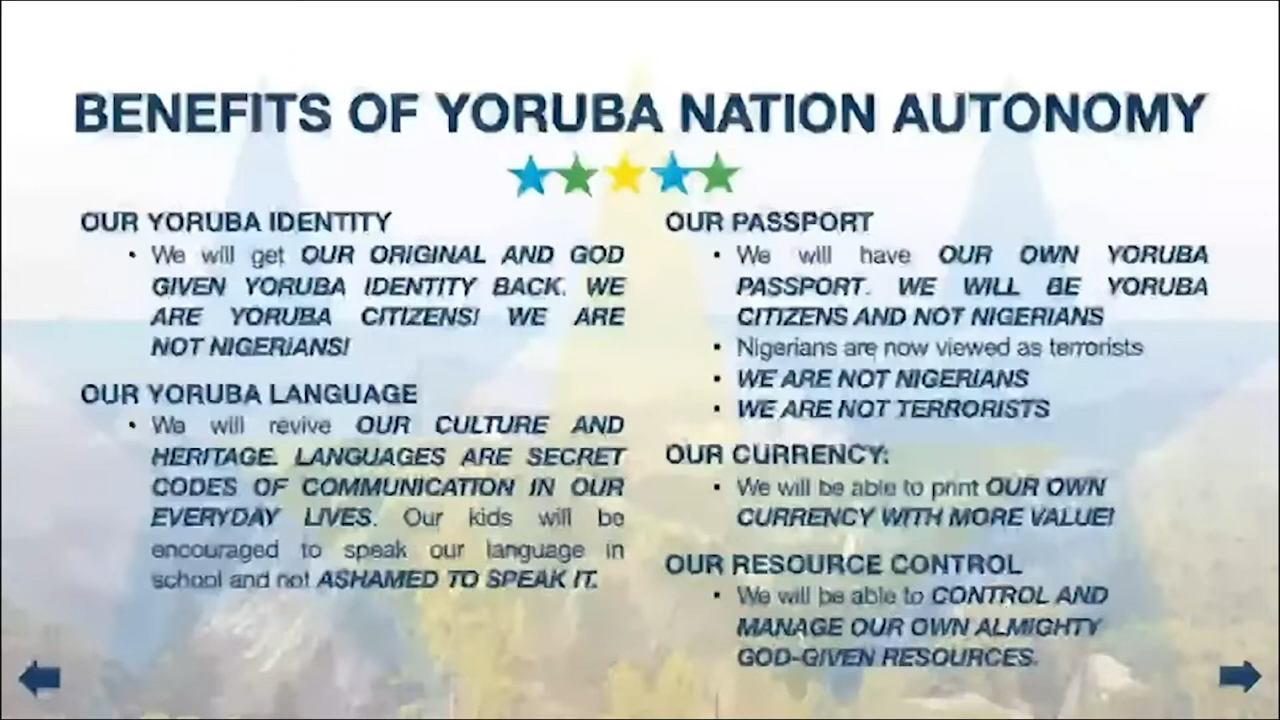 BENEFITS OF YORUBA NATION AUTONOMY
OUR YORUBA IDENTITY
• We will get OUR ORIGINAL AND GOD
GIVEN YORUBA IDENTITY BACK. WE
ARE YORUBA CITIZENS! WE ARE
NOT NIGERIANS!
OUR YORUBA LANGUAGE
• We will revive OUR CULTURE AND
HERITAGE. LANGUAGES ARE SECRET
CODES OF COMMUNICATION IN OUR
EVERYDAY LIVES. Our kids will be
encouraged to speak our language in
school and not ASHAMED TO SPEAK IT.
OUR PASSPORT
• We will have OUR OWN YORUBA
PASSPORT. WE WILL BE YORUBA
CITIZENS AND NOT NIGERIANS
• Nigerians are now viewed as terrorists
• WE ARE NOT NIGERIANS
• WE ARE NOT TERRORISTS
OUR CURRENCY:
• We will be able to print OUR OWN
CURRENCY WITH MORE VALUE!
OUR RESOURCE CONTROL
• We will be able to CONTROL AND
MANAGE OUR OWN ALMIGHTY
GOD-GIVEN RESOURCES.